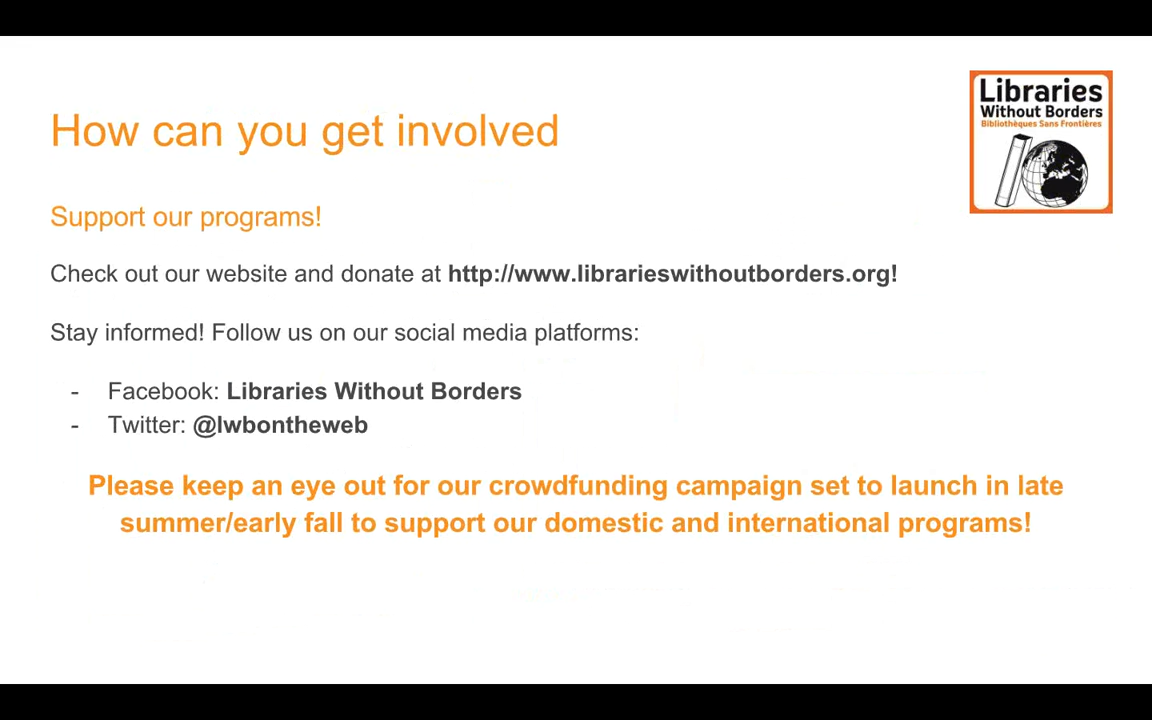 Libraries
Without Borders
Bibliothèques Sans Frontières
How can you get involved
Support our programs!
Check out our website and donate at http://www.librarieswithoutborders.org!
Stay informed! Follow us on our social media platforms:
- Facebook: Libraries Without Borders
- Twitter: @lwbontheweb
Please keep an eye out for our crowdfunding campaign set to launch in late
summer/early fall to support our domestic and international programs!